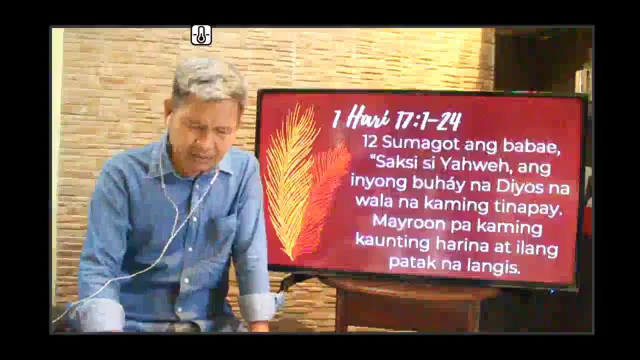 1 Hari 17:1-24
12 Sumagot ang babae,
“Saksi si Yahweh, ang
inyong buháy na Diyos na
wala na kaming tinapay.
Mayroon pa kaming
kaunting harina at ilang
patak na langis.